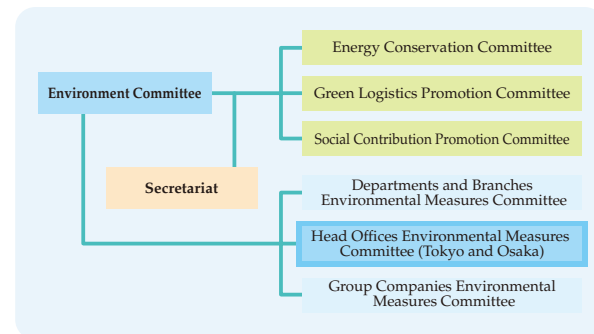 Energy Conservation Committee
Environment Committee
Green Logistics Promotion Committee
Social Contribution Promotion Committee
Secretariat
Departments and Branches
Environmental Measures Committee
Head Offices Environmental Measures
Committee (Tokyo and Osaka)
Group Companies Environmental
Measures Committee